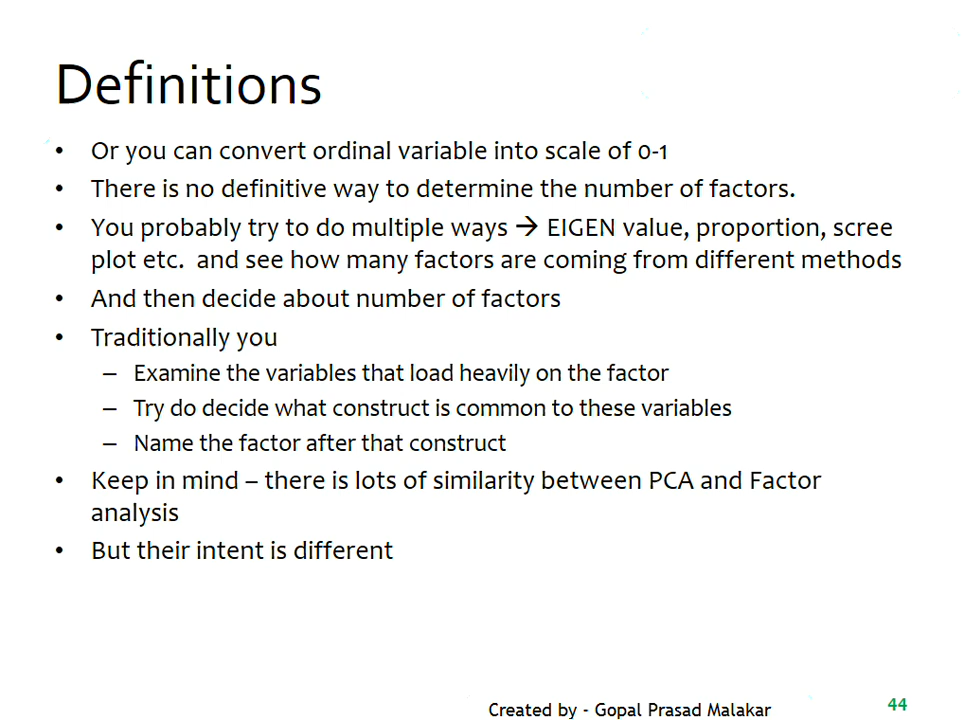 Definitions
• Or you can convert ordinal variable into scale of 0-1
• There is no definitive way to determine the number of factors.
• You probably try to do multiple ways → EIGEN value, proportion, scree
plot etc. and see how many factors are coming from different methods
• And then decide about number of factors
• Traditionally you
– Examine the variables that load heavily on the factor
– Try do decide what construct is common to these variables
– Name the factor after that construct
• Keep in mind – there is lots of similarity between PCA and Factor
analysis
• But their intent is different
Created by - Gopal Prasad Malakar
44